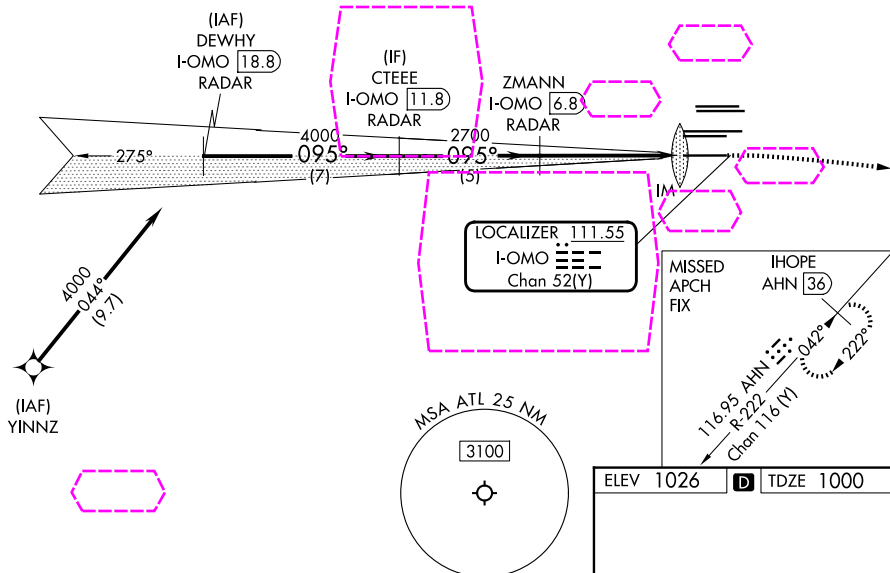 (IAF)
DEWHY
I-OMO 18.8
RADAR
(IF)
CTEEE
I-OMO 11.8
RADAR
ZMANN
I-OMO 6.8
RADAR
4000
2700
275°
095°
095°
(7)
(5)
IM
LOCALIZER 111.55
I-OMO
Chan 52(Y)
4000
044°
(9.7)
(IAF)
YINNZ
MISSED
APCH
FIX
IHOPE
AHN 36
042°
222°
116.95 AHN
R-222
Chan 116 (Y)
MSA ATL 25 NM
3100
ELEV 1026 D TDZE 1000